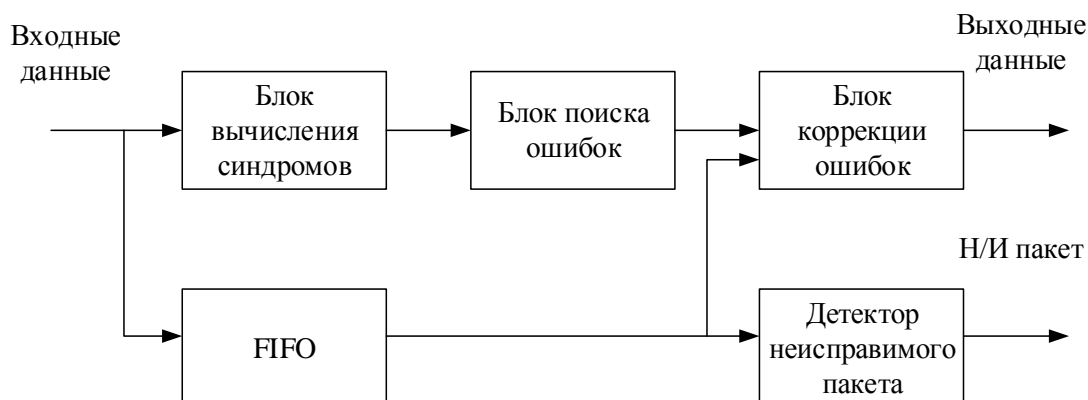 Входные
данные
Блок
вычисления
синдромов
Блок поиска
ошибок
Блок
коррекции
ошибок
Выходные
данные
FIFO
Детектор
неисправимого
пакета
Н/И пакет